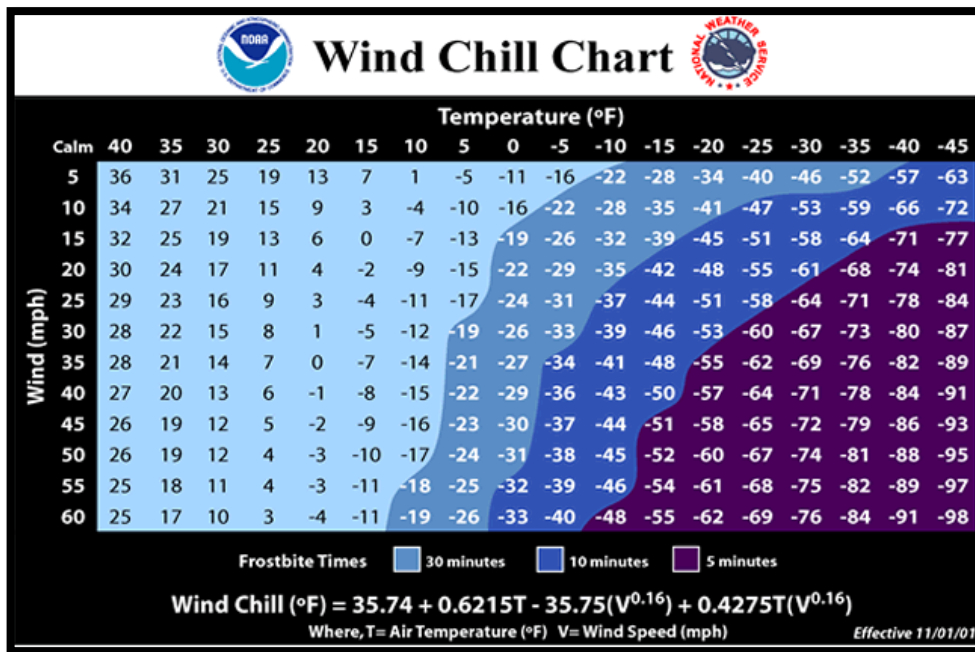 NOAA
Wind Chill Chart
NATIONAL WEATHER SERVICE
Temperature (ºF)
Calm 40 35 30 25 20 15 10 5 0 -5 -10 -15 -20 -25 -30 -35 -40 -45
Wind (mph)
5 36 31 25 19 13 7 1 -5 -11 -16 -22 -28 -34 -40 -46 -52 -57 -63
10 34 27 21 15 9 3 -4 -10 -16 -22 -28 -35 -41 -47 -53 -59 -66 -72
15 32 25 19 13 6 0 -7 -13 -19 -26 -32 -39 -45 -51 -58 -64 -71 -77
20 30 24 17 11 4 -2 -9 -15 -22 -29 -35 -42 -48 -55 -61 -68 -74 -81
25 29 23 16 9 3 -4 -11 -17 -24 -31 -37 -44 -51 -58 -64 -71 -78 -84
30 28 22 15 8 1 -5 -12 -19 -26 -33 -39 -46 -53 -60 -67 -73 -80 -87
35 28 21 14 7 0 -7 -14 -21 -27 -34 -41 -48 -55 -62 -69 -76 -82 -89
40 27 20 13 6 -1 -8 -15 -22 -29 -36 -43 -50 -57 -64 -71 -78 -84 -91
45 26 19 12 5 -2 -9 -16 -23 -30 -37 -44 -51 -58 -65 -72 -79 -86 -93
50 26 19 12 4 -3 -10 -17 -24 -31 -38 -45 -52 -60 -67 -74 -81 -88 -95
55 25 18 11 4 -3 -11 -18 -25 -32 -39 -46 -54 -61 -68 -75 -82 -89 -97
60 25 17 10 3 -4 -11 -19 -26 -33 -40 -48 -55 -62 -69 -76 -84 -91 -98
Frostbite Times 30 minutes 10 minutes 5 minutes
Wind Chill (ºF) = 35.74 + 0.6215T - 35.75(V^0.16) + 0.4275T(V^0.16)
Where, T= Air Temperature (ºF) V= Wind Speed (mph)
Effective 11/01/01